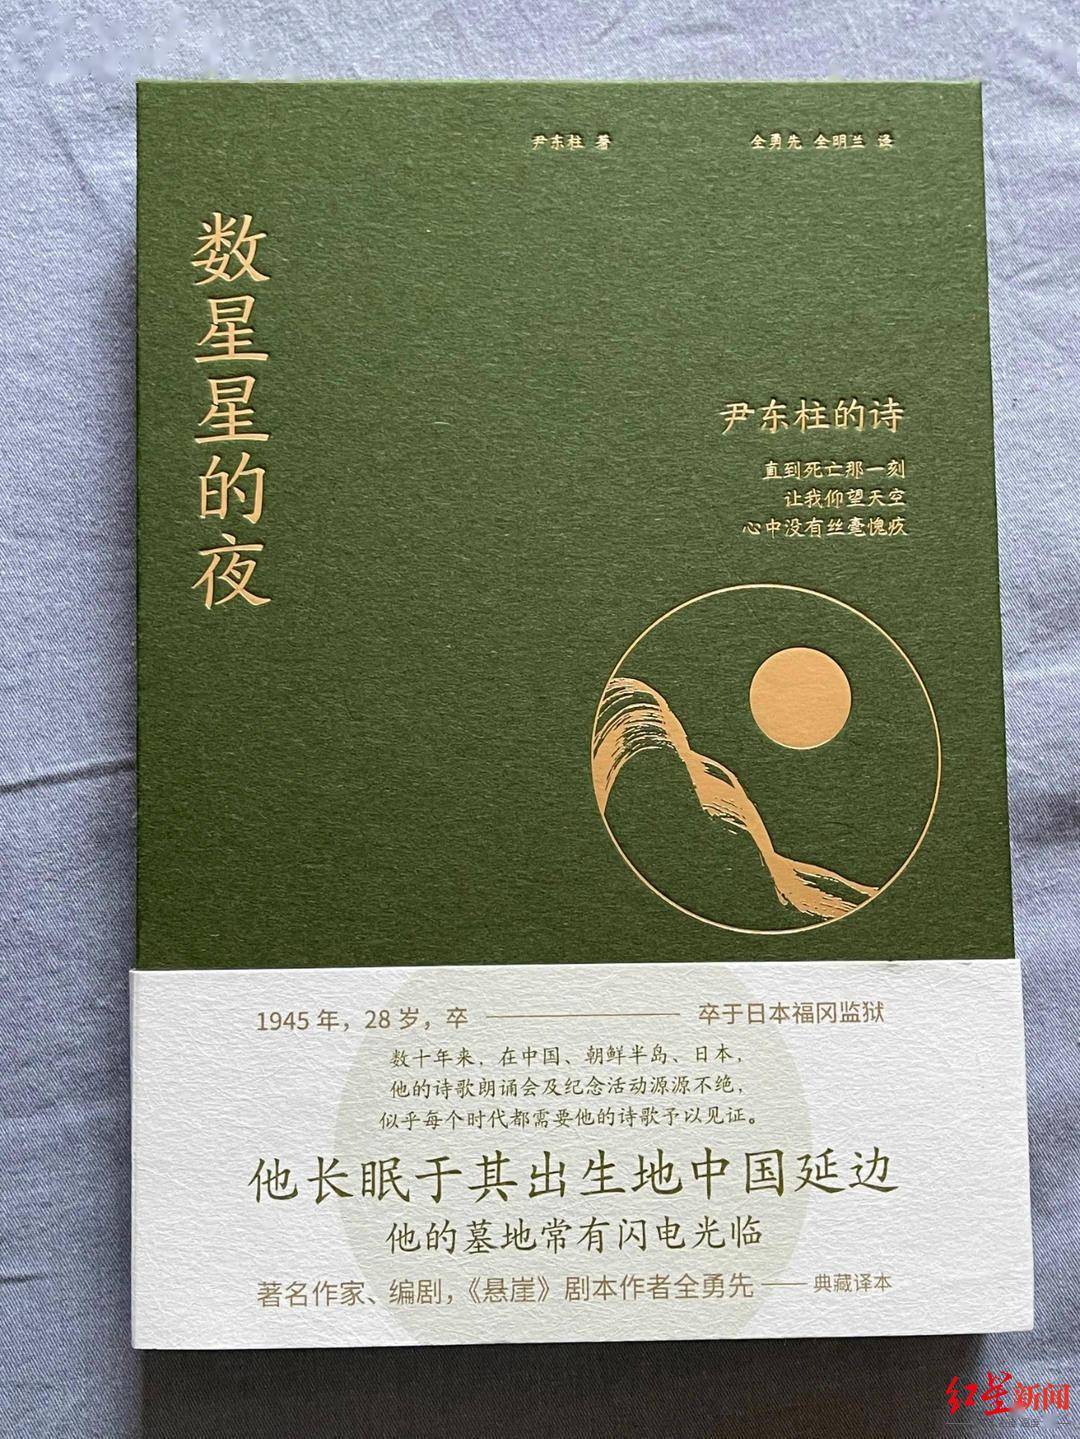 尹东柱 著
全勇先 全明兰 译
数星星的夜
尹东柱的诗
直到死亡那一刻
让我仰望天空
心中没有丝毫愧疚
1945 年，28 岁，卒 —— 卒于日本福冈监狱
数十年来，在中国、朝鲜半岛、日本，
他的诗歌朗诵会及纪念活动源源不绝，
似乎每个时代都需要他的诗歌予以见证。
他长眠于其出生地中国延边
他的墓地常有闪电光临
著名作家、编剧，《悬崖》剧本作者全勇先 —— 典藏译本
红星新闻